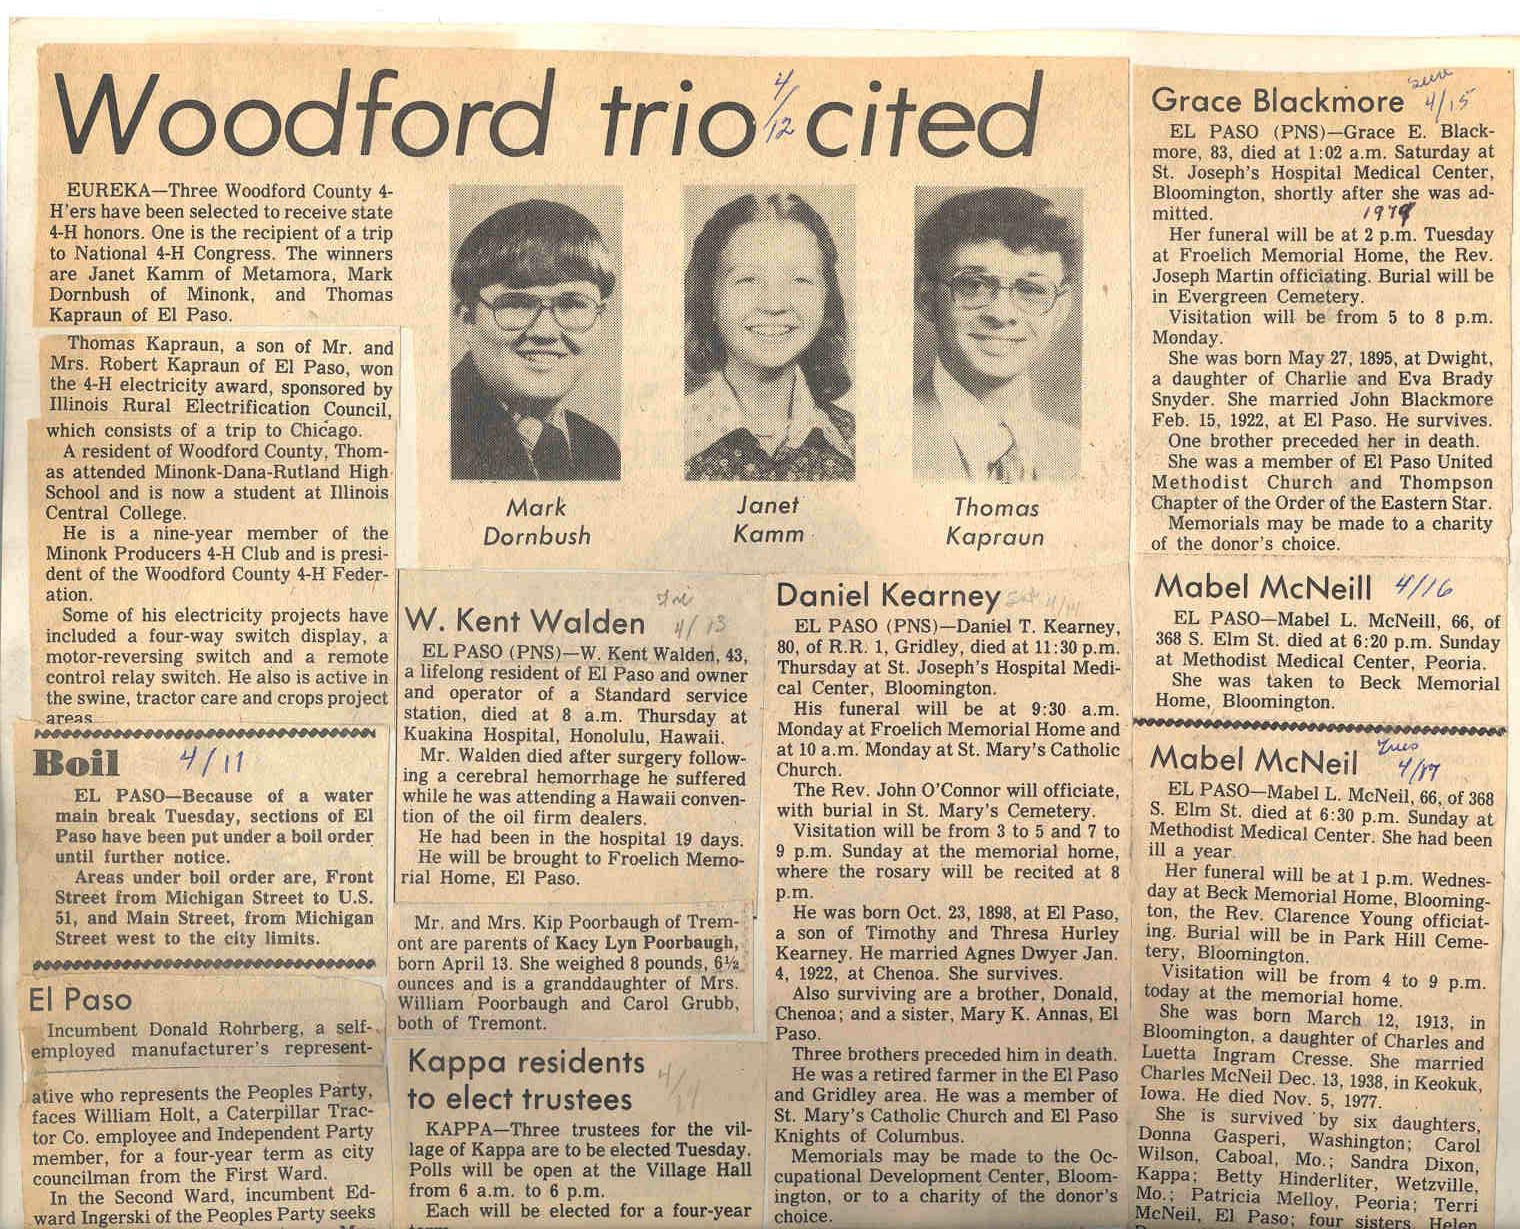 Woodford trio cited
4/12
EUREKA—Three Woodford County 4-
H'ers have been selected to receive state
4-H honors. One is the recipient of a trip
to National 4-H Congress. The winners
are Janet Kamm of Metamora, Mark
Dornbush of Minonk, and Thomas
Kapraun of El Paso.
Thomas Kapraun, a son of Mr. and
Mrs. Robert Kapraun of El Paso, won
the 4-H electricity award, sponsored by
Illinois Rural Electrification Council,
which consists of a trip to Chicago.
A resident of Woodford County, Thom-
as attended Minonk-Dana-Rutland High
School and is now a student at Illinois
Central College.
He is a nine-year member of the
Minonk Producers 4-H Club and is presi-
dent of the Woodford County 4-H Feder-
ation.
Some of his electricity projects have
included a four-way switch display, a
motor-reversing switch and a remote
control relay switch. He also is active in
the swine, tractor care and crops project
areas
Mark
Dornbush
Janet
Kamm
Thomas
Kapraun
Boil 4/11
EL PASO—Because of a water
main break Tuesday, sections of El
Paso have been put under a boil order
until further notice.
Areas under boil order are, Front
Street from Michigan Street to U.S.
51, and Main Street, from Michigan
Street west to the city limits.
El Paso
Incumbent Donald Rohrberg, a self-
employed manufacturer's represent-
ative who represents the Peoples Party,
faces William Holt, a Caterpillar Trac-
tor Co. employee and Independent Party
member, for a four-year term as city
councilman from the First Ward.
In the Second Ward, incumbent Ed-
ward Ingerski of the Peoples Party seeks
W. Kent Walden 4/13
EL PASO (PNS)—W. Kent Walden, 43,
a lifelong resident of El Paso and owner
and operator of a Standard service
station, died at 8 a.m. Thursday at
Kuakina Hospital, Honolulu, Hawaii.
Mr. Walden died after surgery follow-
ing a cerebral hemorrhage he suffered
while he was attending a Hawaii conven-
tion of the oil firm dealers.
He had been in the hospital 19 days.
He will be brought to Froelich Memo-
rial Home, El Paso.
Mr. and Mrs. Kip Poorbaugh of Trem-
ont are parents of Kacy Lyn Poorbaugh,
born April 13. She weighed 8 pounds, 6½
ounces and is a granddaughter of Mrs.
William Poorbaugh and Carol Grubb,
both of Tremont.
Kappa residents
to elect trustees
KAPPA—Three trustees for the vil-
lage of Kappa are to be elected Tuesday.
Polls will be open at the Village Hall
from 6 a.m. to 6 p.m.
Each will be elected for a four-year
Daniel Kearney Sat 4/14
EL PASO (PNS)—Daniel T. Kearney,
80, of R.R. 1, Gridley, died at 11:30 p.m.
Thursday at St. Joseph's Hospital Medi-
cal Center, Bloomington.
His funeral will be at 9:30 a.m.
Monday at Froelich Memorial Home and
at 10 a.m. Monday at St. Mary's Catholic
Church.
The Rev. John O'Connor will officiate,
with burial in St. Mary's Cemetery.
Visitation will be from 3 to 5 and 7 to
9 p.m. Sunday at the memorial home,
where the rosary will be recited at 8
p.m.
He was born Oct. 23, 1898, at El Paso,
a son of Timothy and Thresa Hurley
Kearney. He married Agnes Dwyer Jan.
4, 1922, at Chenoa. She survives.
Also surviving are a brother, Donald,
Chenoa; and a sister, Mary K. Annas, El
Paso.
Three brothers preceded him in death.
He was a retired farmer in the El Paso
and Gridley area. He was a member of
St. Mary's Catholic Church and El Paso
Knights of Columbus.
Memorials may be made to the Oc-
cupational Development Center, Bloom-
ington, or to a charity of the donor's
choice.
Grace Blackmore 4/15
EL PASO (PNS)—Grace E. Black-
more, 83, died at 1:02 a.m. Saturday at
St. Joseph's Hospital Medical Center,
Bloomington, shortly after she was ad-
mitted. 1979
Her funeral will be at 2 p.m. Tuesday
at Froelich Memorial Home, the Rev.
Joseph Martin officiating. Burial will be
in Evergreen Cemetery.
Visitation will be from 5 to 8 p.m.
Monday.
She was born May 27, 1895, at Dwight,
a daughter of Charlie and Eva Brady
Snyder. She married John Blackmore
Feb. 15, 1922, at El Paso. He survives.
One brother preceded her in death.
She was a member of El Paso United
Methodist Church and Thompson
Chapter of the Order of the Eastern Star.
Memorials may be made to a charity
of the donor's choice.
Mabel McNeill 4/16
EL PASO—Mabel L. McNeill, 66, of
368 S. Elm St. died at 6:20 p.m. Sunday
at Methodist Medical Center, Peoria.
She was taken to Beck Memorial
Home, Bloomington.
Mabel McNeil Tues
EL PASO—Mabel L. McNeil, 66, of 368
S. Elm St. died at 6:30 p.m. Sunday at
Methodist Medical Center. She had been
ill a year.
Her funeral will be at 1 p.m. Wednes-
day at Beck Memorial Home, Blooming-
ton, the Rev. Clarence Young officiat-
ing. Burial will be in Park Hill Ceme-
tery, Bloomington.
Visitation will be from 4 to 9 p.m.
today at the memorial home.
She was born March 12, 1913, in
Bloomington, a daughter of Charles and
Luetta Ingram Cresse. She married
Charles McNeil Dec. 13, 1938, in Keokuk,
Iowa. He died Nov. 5, 1977.
She is survived by six daughters,
Donna Gasperi, Washington; Carol
Wilson, Caboal, Mo.; Sandra Dixon,
Kappa; Betty Hinderliter, Wetzville,
Mo.; Patricia Melloy, Peoria; Terri
McNeil, El Paso; four sisters, Helen